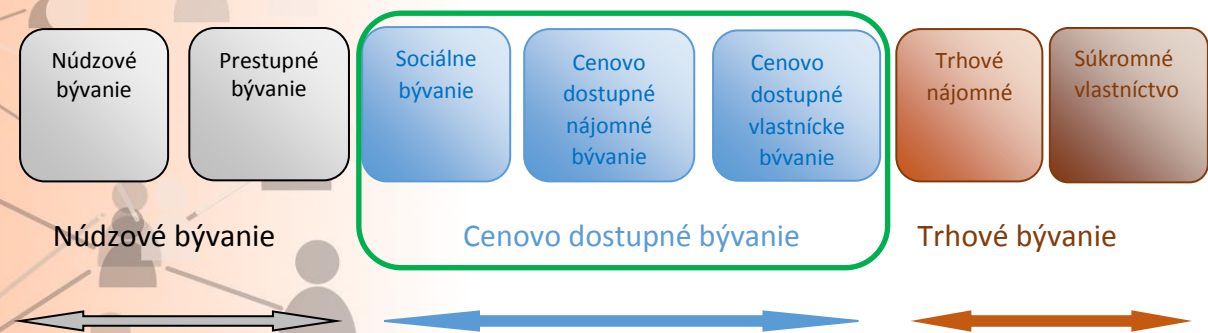 Núdzové
bývanie
Prestupné
bývanie
Sociálne
bývanie
Cenovo
dostupné
nájomné
bývanie
Cenovo
dostupné
vlastnícke
bývanie
Trhové
nájomné
Súkromné
vlastníctvo
Núdzové bývanie
Cenovo dostupné bývanie
Trhové bývanie